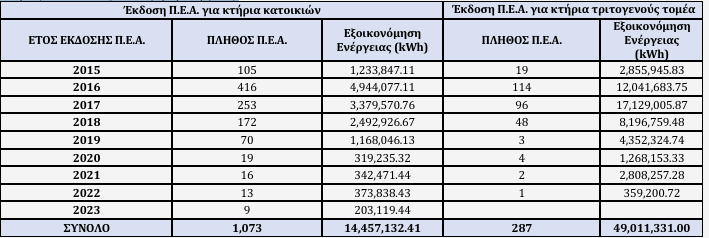 Έκδοση Π.Ε.Α. για κτήρια κατοικιών Έκδοση Π.Ε.Α. για κτήρια τριτογενούς τομέα
ΕΤΟΣ ΕΚΔΟΣΗΣ Π.Ε.Α. ΠΛΗΘΟΣ Π.Ε.Α. Εξοικονόμηση Ενέργειας (kWh) ΠΛΗΘΟΣ Π.Ε.Α. Εξοικονόμηση Ενέργειας (kWh)
2015 105 1,233,847.11 19 2,855,945.83
2016 416 4,944,077.11 114 12,041,683.75
2017 253 3,379,570.76 96 17,129,005.87
2018 172 2,492,926.67 48 8,196,759.48
2019 70 1,168,046.13 3 4,352,324.74
2020 19 319,235.32 4 1,268,153.33
2021 16 342,471.44 2 2,808,257.28
2022 13 373,838.43 1 359,200.72
2023 9 203,119.44
ΣΥΝΟΛΟ 1,073 14,457,132.41 287 49,011,331.00